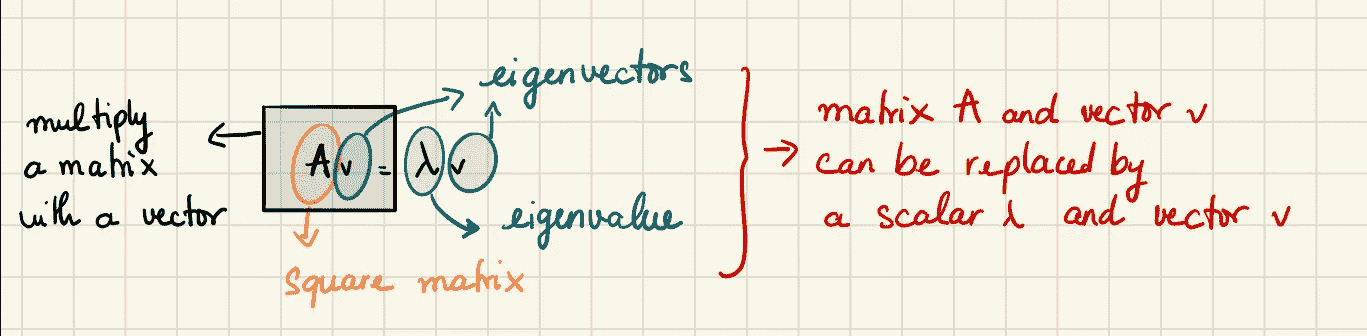 eigenvectors
multiply
a matrix
with a vector
Av = λv
eigenvalue
Square matrix
matrix A and vector v
can be replaced by
a scalar λ and vector v